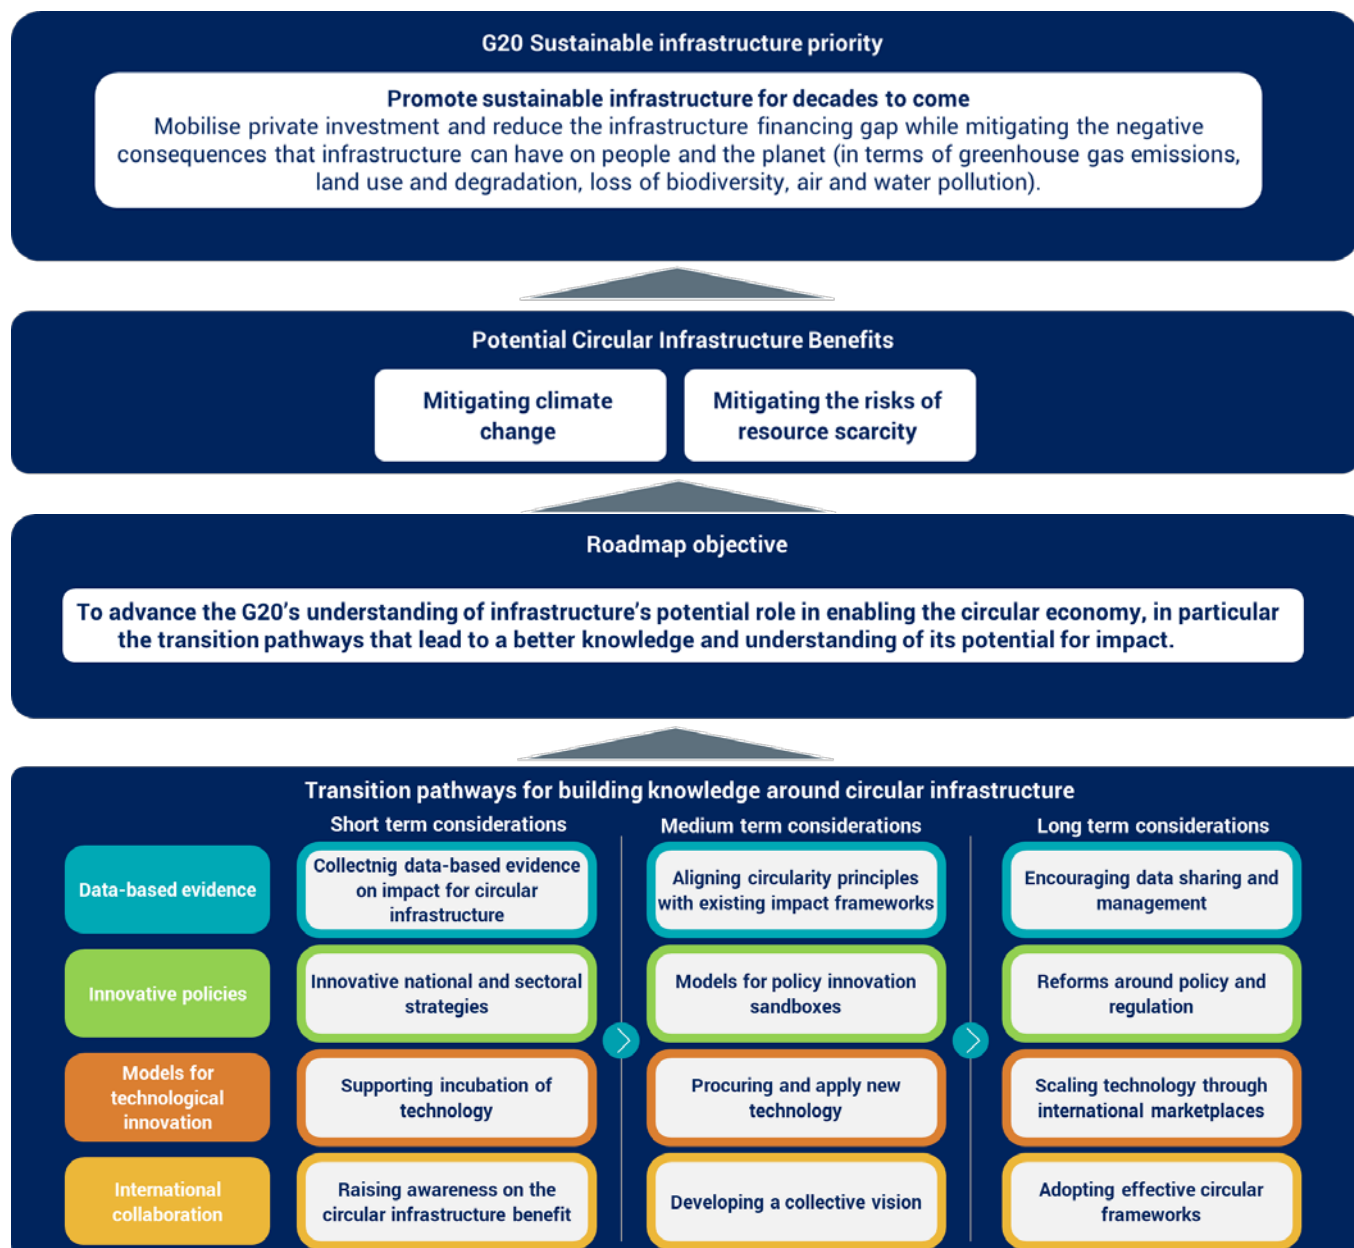 G20 Sustainable infrastructure priority
Promote sustainable infrastructure for decades to come
Mobilise private investment and reduce the infrastructure financing gap while mitigating the negative
consequences that infrastructure can have on people and the planet (in terms of greenhouse gas emissions,
land use and degradation, loss of biodiversity, air and water pollution).
Potential Circular Infrastructure Benefits
Mitigating climate
change
Mitigating the risks of
resource scarcity
Roadmap objective
To advance the G20’s understanding of infrastructure’s potential role in enabling the circular economy, in particular
the transition pathways that lead to a better knowledge and understanding of its potential for impact.
Transition pathways for building knowledge around circular infrastructure
Short term considerations
Medium term considerations
Long term considerations
Data-based evidence
Collectnig data-based evidence
on impact for circular
infrastructure
Aligning circularity principles
with existing impact frameworks
Encouraging data sharing and
management
Innovative policies
Innovative national and sectoral
strategies
Models for policy innovation
sandboxes
Reforms around policy and
regulation
Models for
technological
innovation
Supporting incubation of
technology
Procuring and apply new
technology
Scaling technology through
international marketplaces
International
collaboration
Raising awareness on the
circular infrastructure benefit
Developing a collective vision
Adopting effective circular
frameworks